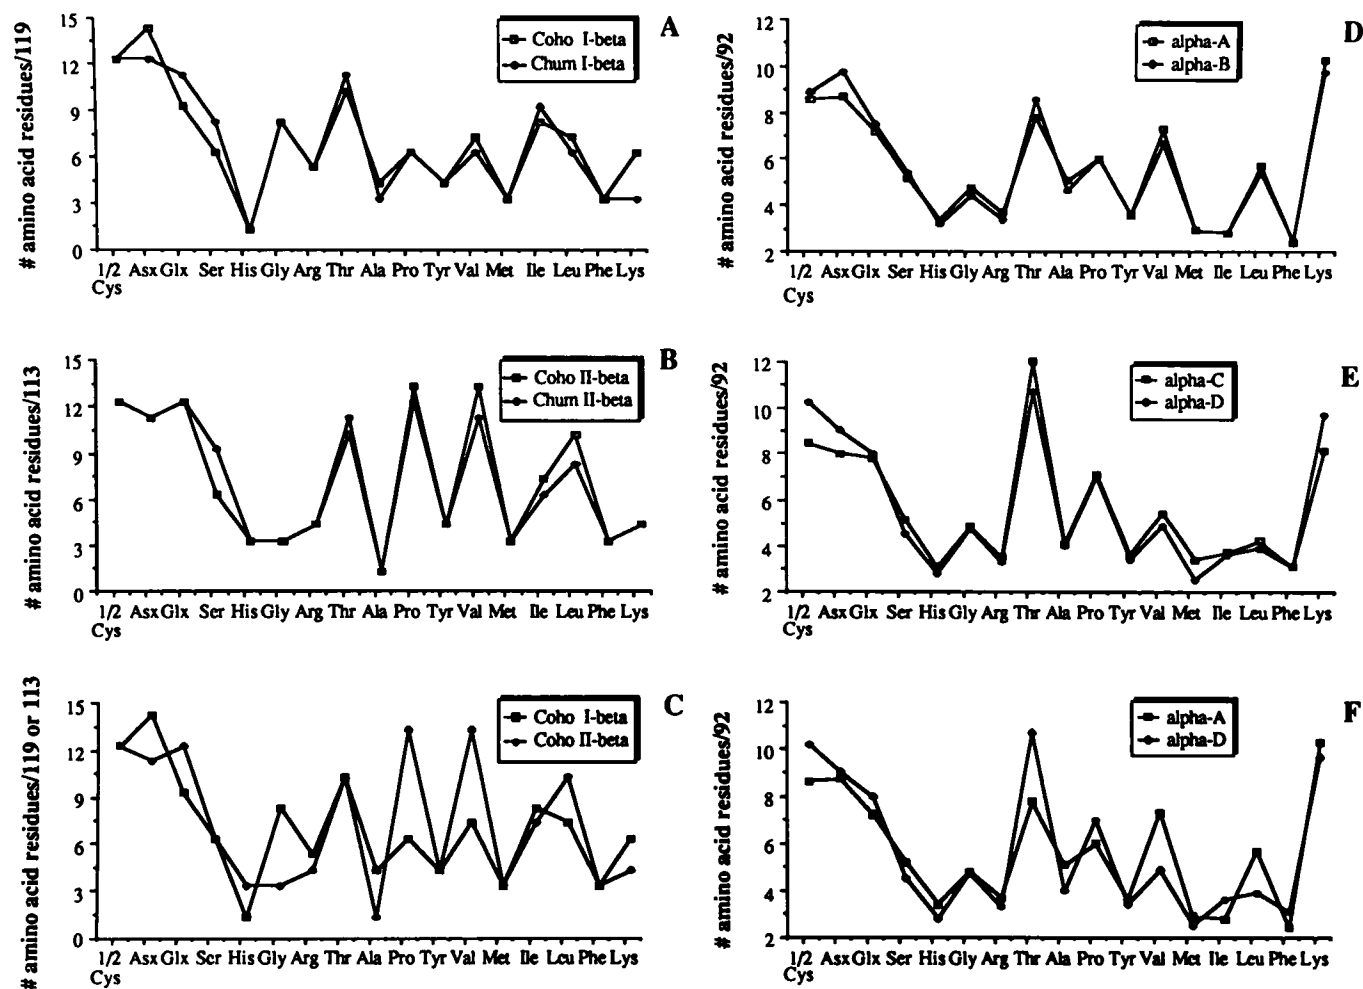 A
# amino acid residues/119
15
12
9
6
3
0
Coho I-beta
Chum I-beta
1/2 Cys Asx Glx Ser His Gly Arg Thr Ala Pro Tyr Val Met Ile Leu Phe Lys
D
# amino acid residues/92
12
10
8
6
4
2
alpha-A
alpha-B
1/2 Cys Asx Glx Ser His Gly Arg Thr Ala Pro Tyr Val Met Ile Leu Phe Lys
B
# amino acid residues/113
15
12
9
6
3
0
Coho II-beta
Chum II-beta
1/2 Cys Asx Glx Ser His Gly Arg Thr Ala Pro Tyr Val Met Ile Leu Phe Lys
E
# amino acid residues/92
12
10
8
6
4
2
alpha-C
alpha-D
1/2 Cys Asx Glx Ser His Gly Arg Thr Ala Pro Tyr Val Met Ile Leu Phe Lys
C
# amino acid residues/119 or 113
15
12
9
6
3
0
Coho I-beta
Coho II-beta
1/2 Cys Asx Glx Ser His Gly Arg Thr Ala Pro Tyr Val Met Ile Leu Phe Lys
F
# amino acid residues/92
12
10
8
6
4
2
alpha-A
alpha-D
1/2 Cys Asx Glx Ser His Gly Arg Thr Ala Pro Tyr Val Met Ile Leu Phe Lys